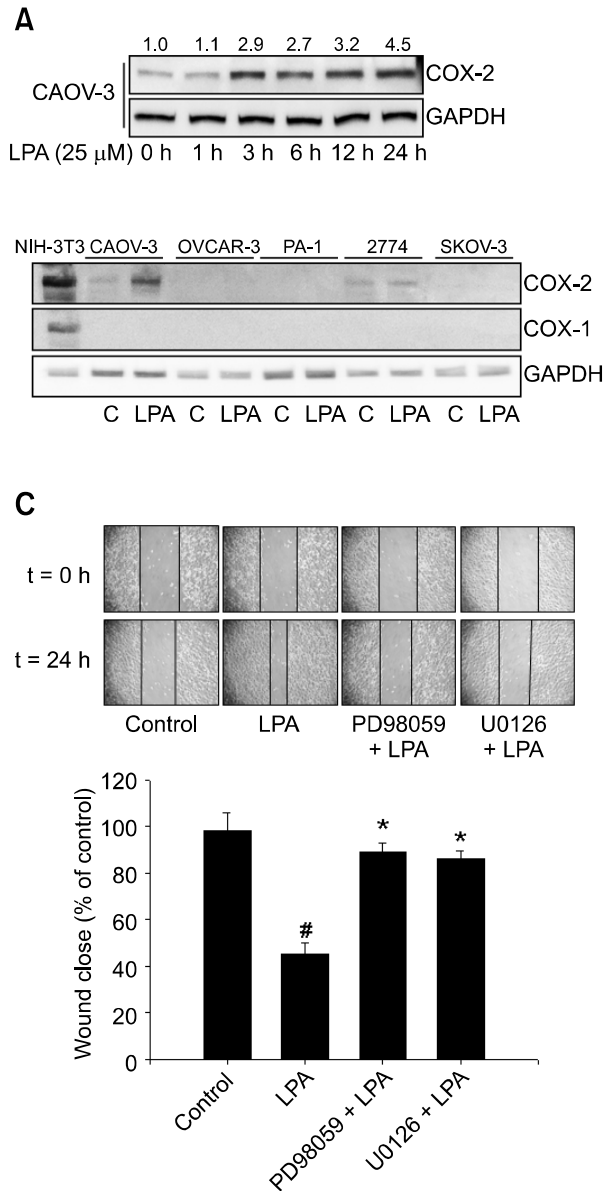 A
1.0 1.1 2.9 2.7 3.2 4.5
CAOV-3
COX-2
GAPDH
LPA (25 μM) 0 h 1 h 3 h 6 h 12 h 24 h
NIH-3T3 CAOV-3 OVCAR-3 PA-1 2774 SKOV-3
COX-2
COX-1
GAPDH
C LPA C LPA C LPA C LPA C LPA
C
t = 0 h
t = 24 h
Control LPA PD98059 + LPA U0126 + LPA
Wound close (% of control)
120
100
80
60
40
20
0
#
*
*
Control
LPA
PD98059 + LPA
U0126 + LPA